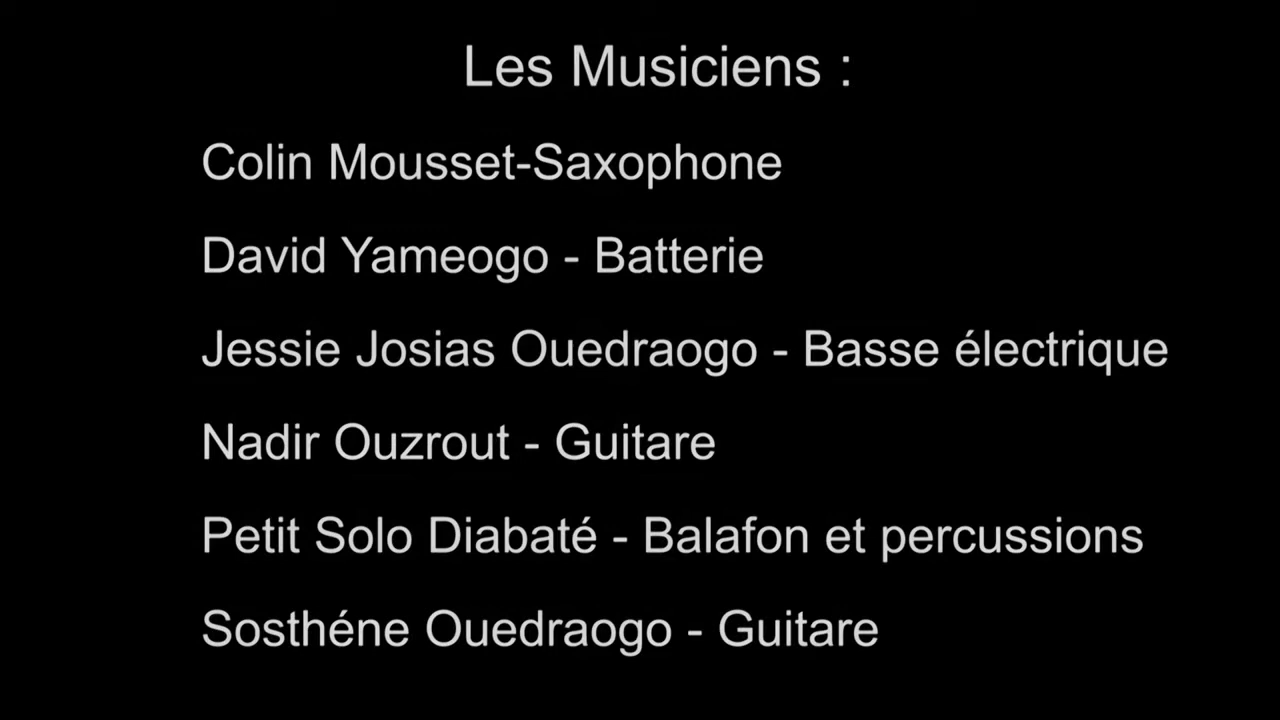 Les Musiciens :
Colin Mousset-Saxophone
David Yameogo - Batterie
Jessie Josias Ouedraogo - Basse électrique
Nadir Ouzrout - Guitare
Petit Solo Diabaté - Balafon et percussions
Sosthéne Ouedraogo - Guitare